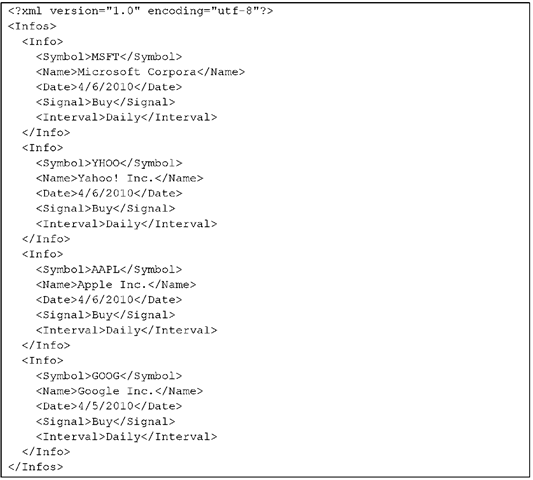 <?xml version="1.0" encoding="utf-8"?>
<Infos>
  <Info>
    <Symbol>MSFT</Symbol>
    <Name>Microsoft Corpora</Name>
    <Date>4/6/2010</Date>
    <Signal>Buy</Signal>
    <Interval>Daily</Interval>
  </Info>
  <Info>
    <Symbol>YHOO</Symbol>
    <Name>Yahoo! Inc.</Name>
    <Date>4/6/2010</Date>
    <Signal>Buy</Signal>
    <Interval>Daily</Interval>
  </Info>
  <Info>
    <Symbol>AAPL</Symbol>
    <Name>Apple Inc.</Name>
    <Date>4/6/2010</Date>
    <Signal>Buy</Signal>
    <Interval>Daily</Interval>
  </Info>
  <Info>
    <Symbol>GOOG</Symbol>
    <Name>Google Inc.</Name>
    <Date>4/5/2010</Date>
    <Signal>Buy</Signal>
    <Interval>Daily</Interval>
  </Info>
</Infos>